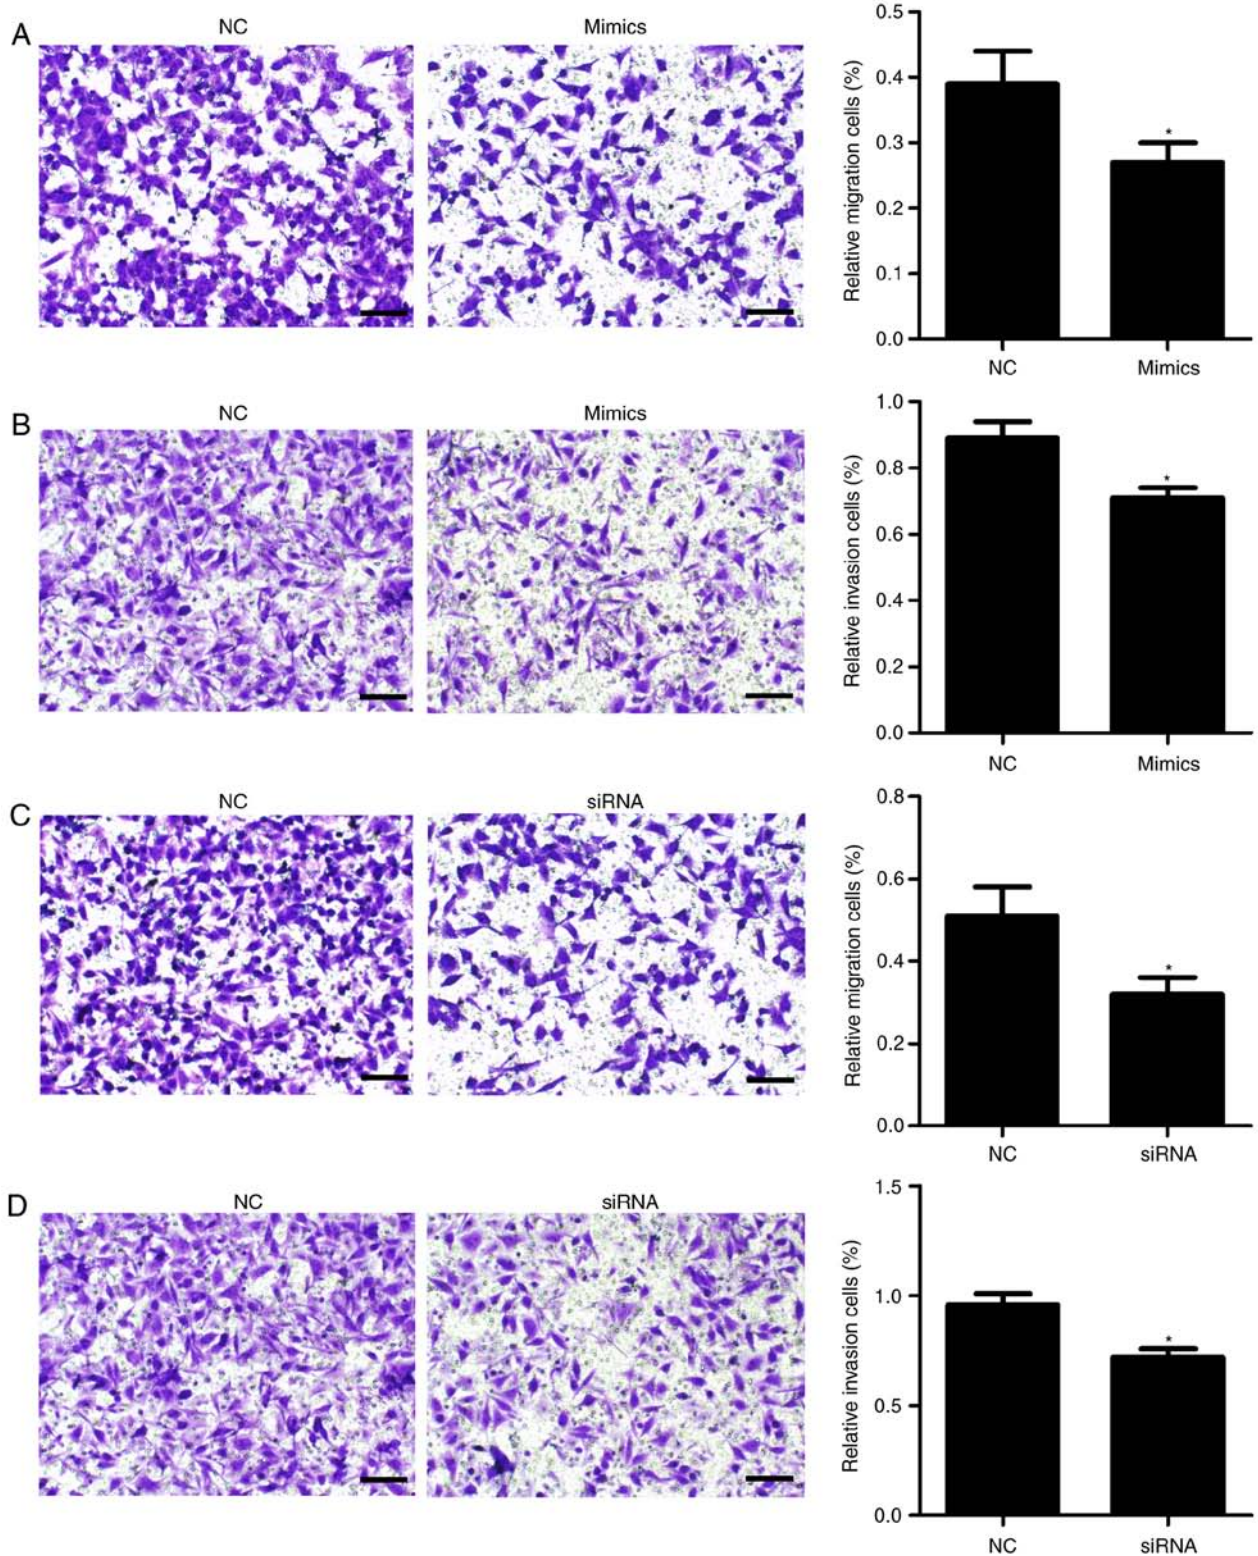 A
NC
Mimics
Relative migration cells (%)
0.5
0.4
0.3
0.2
0.1
0.0
*
NC
Mimics
B
NC
Mimics
Relative invasion cells (%)
1.0
0.8
0.6
0.4
0.2
0.0
*
NC
Mimics
C
NC
siRNA
Relative migration cells (%)
0.8
0.6
0.4
0.2
0.0
*
NC
siRNA
D
NC
siRNA
Relative invasion cells (%)
1.5
1.0
0.5
0.0
*
NC
siRNA